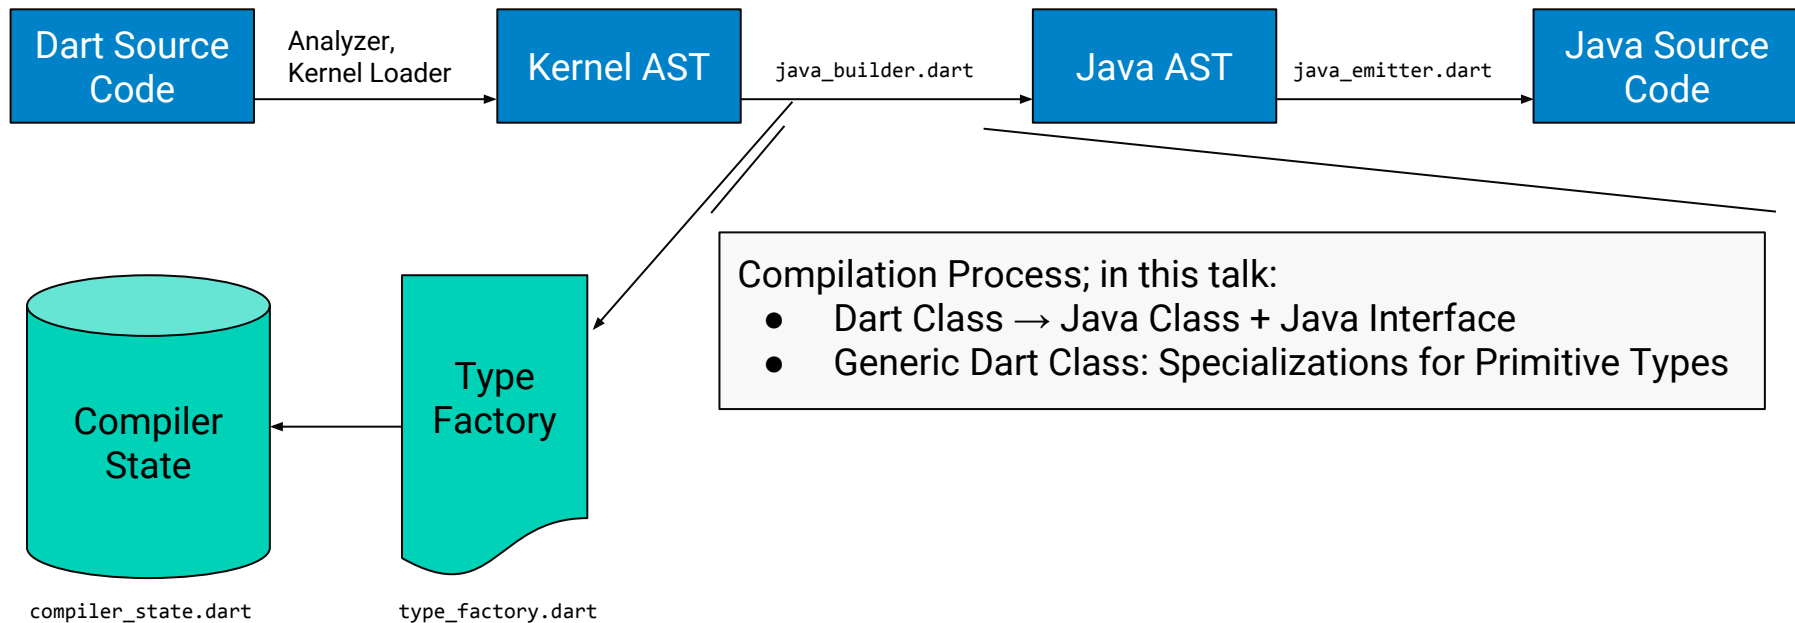 Dart Source
Code
Analyzer,
Kernel Loader
Kernel AST
java_builder.dart
Java AST
java_emitter.dart
Java Source
Code
Compilation Process; in this talk:
● Dart Class → Java Class + Java Interface
● Generic Dart Class: Specializations for Primitive Types
Compiler
State
Type
Factory
compiler_state.dart
type_factory.dart